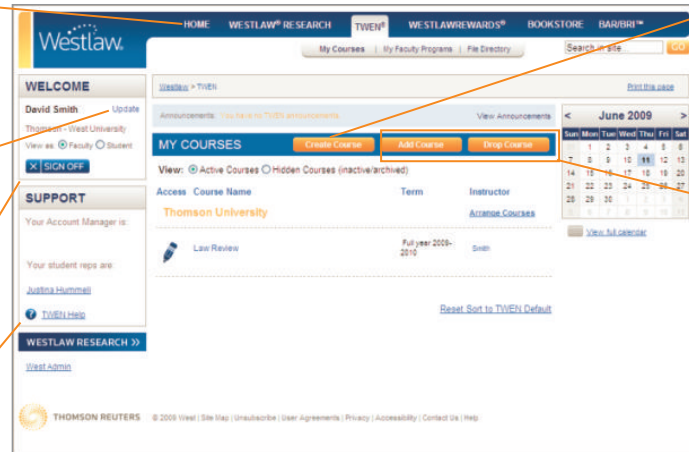 Westlaw.
HOME WESTLAW® RESEARCH TWEN® WESTLAWREWARDS® BOOKSTORE BAR/BRI™
My Courses | My Faculty Programs | File Directory
Search in site GO
WELCOME
David Smith Update
Thomson - West University
View as: Faculty Student
X SIGN OFF
SUPPORT
Your Account Manager is:
Your student reps are:
Justina Hummell
? TWEN Help
WESTLAW RESEARCH >>
West Admin
Westlaw > TWEN Print this page
Announcements: You have no TWEN announcements. View Announcements
MY COURSES Create Course Add Course Drop Course
View: Active Courses Hidden Courses (inactive/archived)
Access Course Name Term Instructor
Thomson University Arrange Courses
Law Review Full year 2009-
2010 Smith
Reset Sort to TWEN Default
< June 2009 >
Sun Mon Tue Wed Thu Fri Sat
1 2 3 4 5 6
7 8 9 10 11 12 13
14 15 16 17 18 19 20
21 22 23 24 25 26 27
28 29 30
View full calendar
THOMSON REUTERS © 2009 West | Site Map | Unsubscribe | User Agreements | Privacy | Accessibility | Contact Us | Help